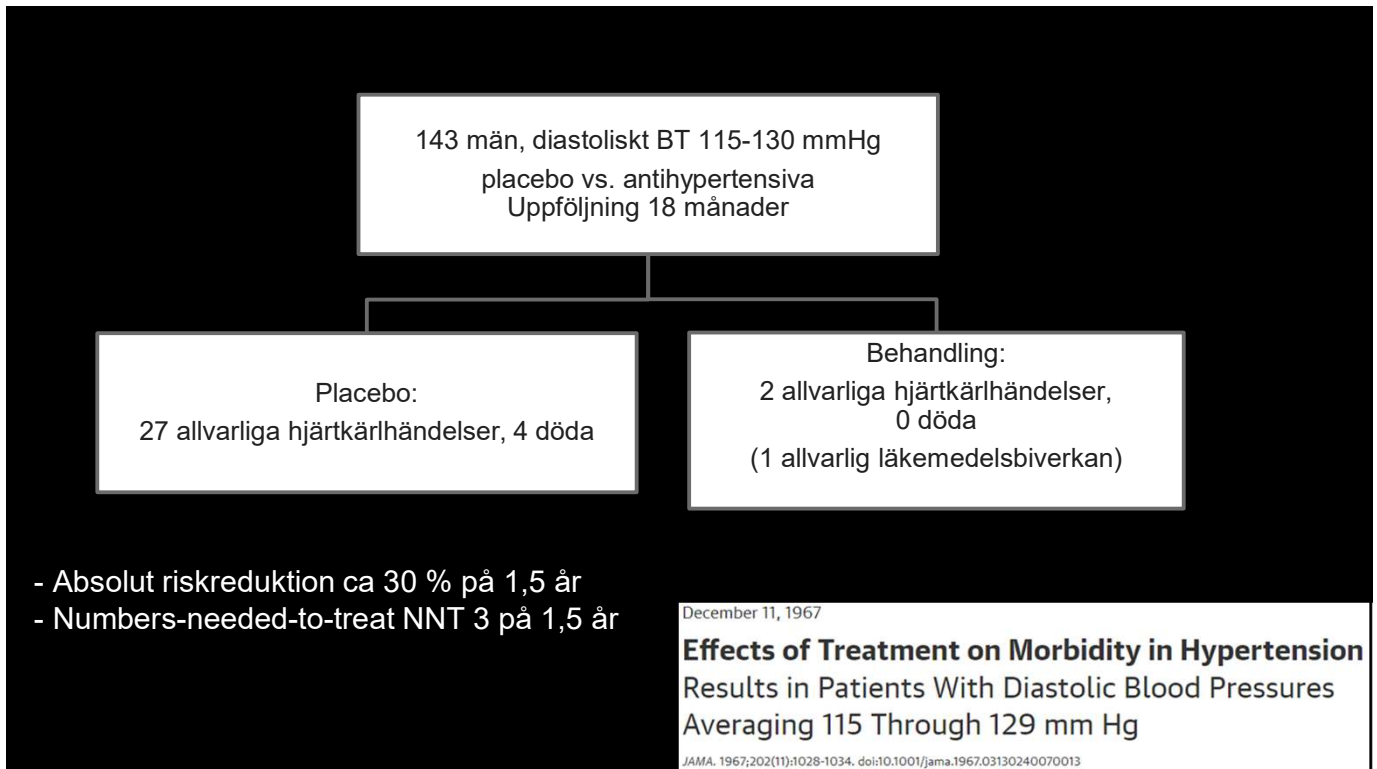 143 män, diastoliskt BT 115-130 mmHg
placebo vs. antihypertensiva
Uppföljning 18 månader
Placebo:
27 allvarliga hjärtkärlhändelser, 4 döda
Behandling:
2 allvarliga hjärtkärlhändelser,
0 döda
(1 allvarlig läkemedelsbiverkan)
- Absolut riskreduktion ca 30 % på 1,5 år
- Numbers-needed-to-treat NNT 3 på 1,5 år
December 11, 1967
Effects of Treatment on Morbidity in Hypertension
Results in Patients With Diastolic Blood Pressures
Averaging 115 Through 129 mm Hg
JAMA. 1967;202(11):1028-1034. doi:10.1001/jama.1967.03130240070013